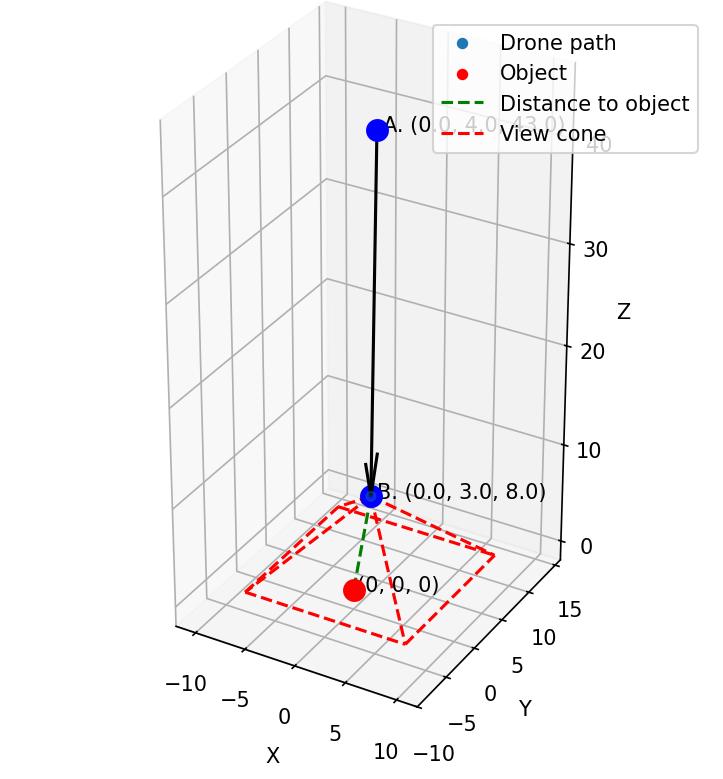 Drone path
Object
Distance to object
View cone
A. (0.0, 4.0, 43.0)
40
30
Z
20
10
B. (0.0, 3.0, 8.0)
0
(0, 0, 0)
15
10
5
0
−5
−10
Y
−10
−5
0
5
10
X